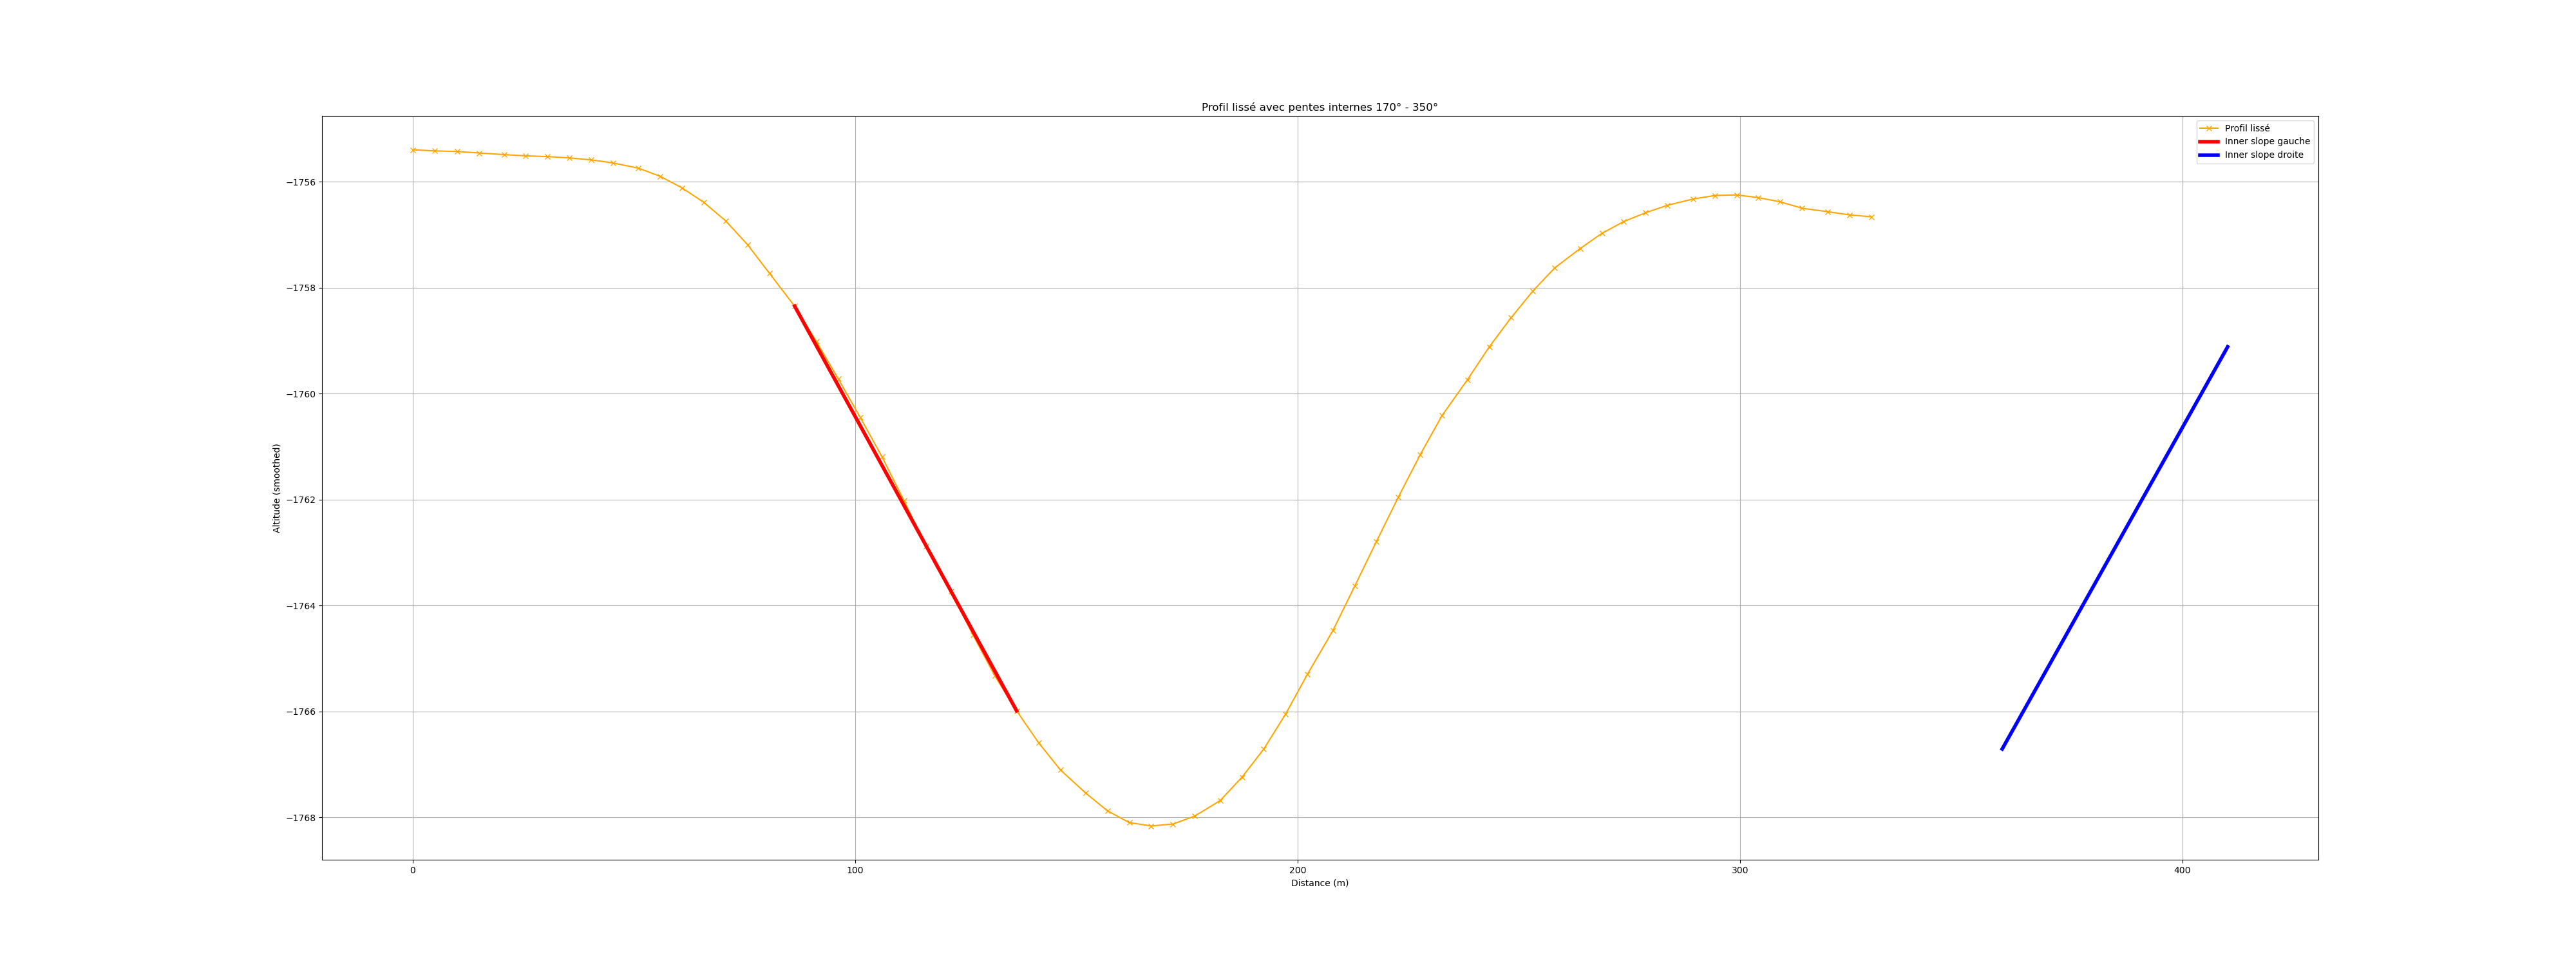 Profil lissé avec pentes internes 170° - 350°
Profil lissé
Inner slope gauche
Inner slope droite
Altitude (smoothed)
−1756
−1758
−1760
−1762
−1764
−1766
−1768
0 100 200 300 400
Distance (m)